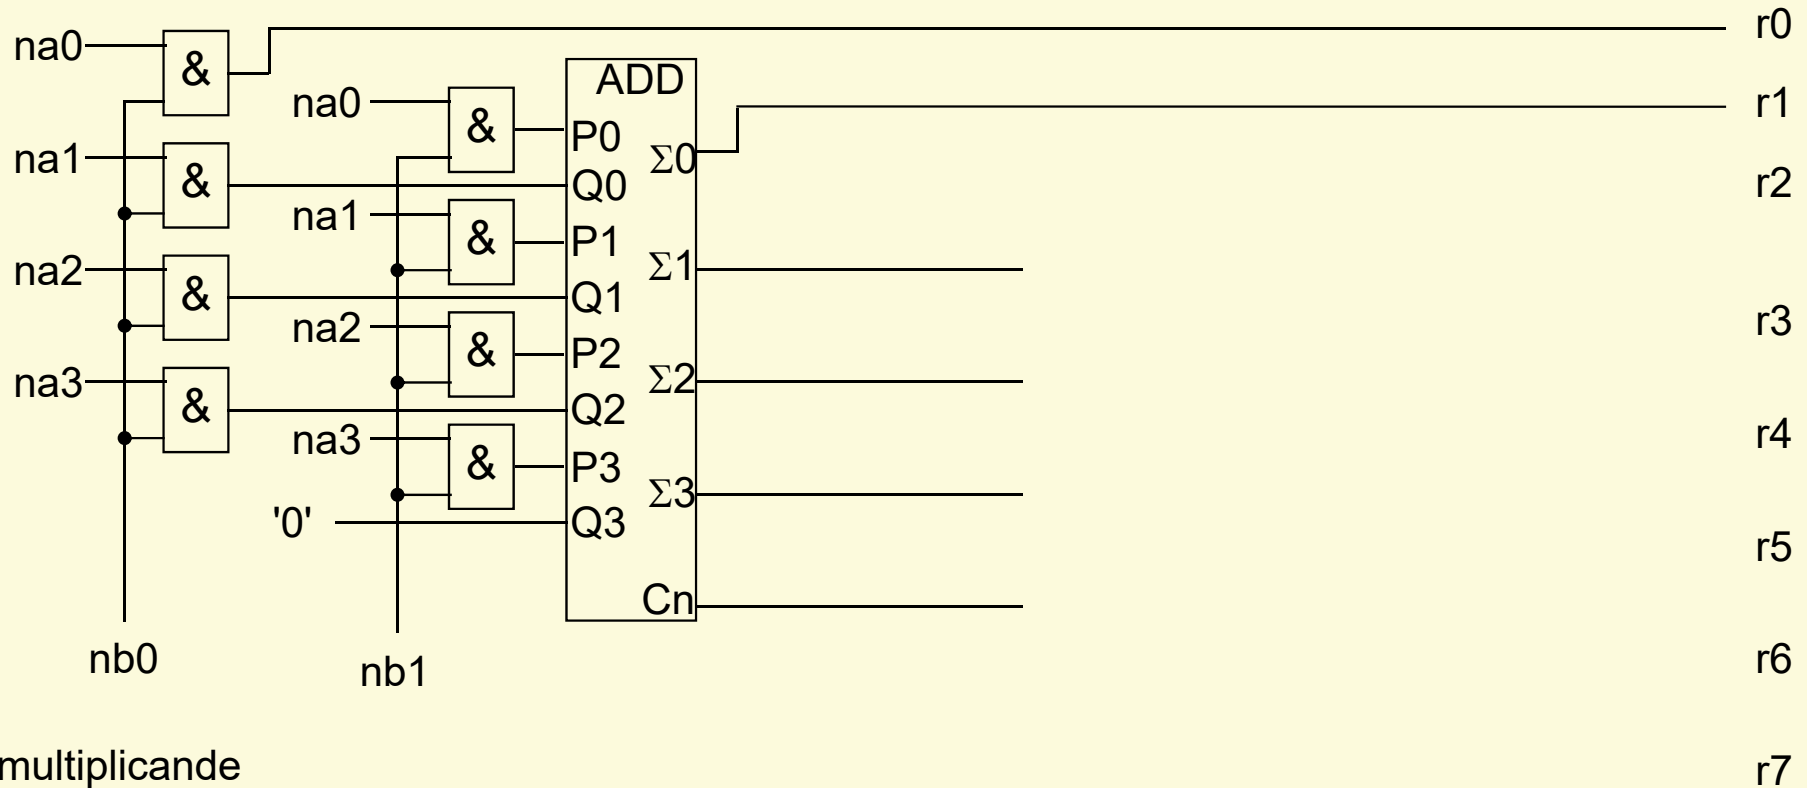 na0
&
r0
ADD
na0
&
P0
r1
na1
&
Σ0
Q0
r2
na1
&
P1
na2
&
Σ1
Q1
na2
&
P2
r3
na3
&
Σ2
Q2
na3
&
P3
r4
'0'
Σ3
Q3
r5
Cn
nb0
nb1
r6
multiplicande
r7